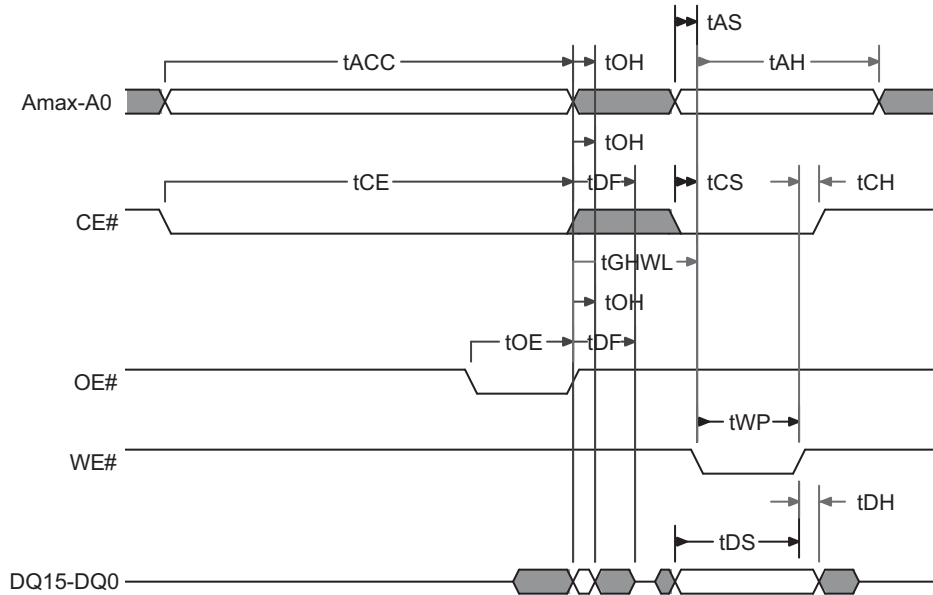 tAS
tACC
tOH
tAH
Amax-A0
tOH
tCE
tDF
tCS
tCH
CE#
tGHWL
tOH
tOE
tDF
OE#
tWP
WE#
tDH
tDS
DQ15-DQ0